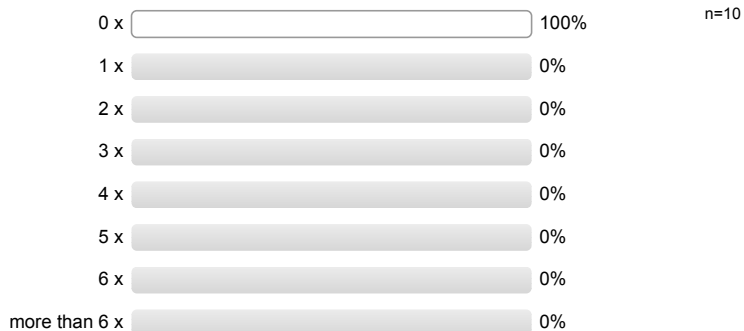 0 x 100% n=10
1 x 0%
2 x 0%
3 x 0%
4 x 0%
5 x 0%
6 x 0%
more than 6 x 0%